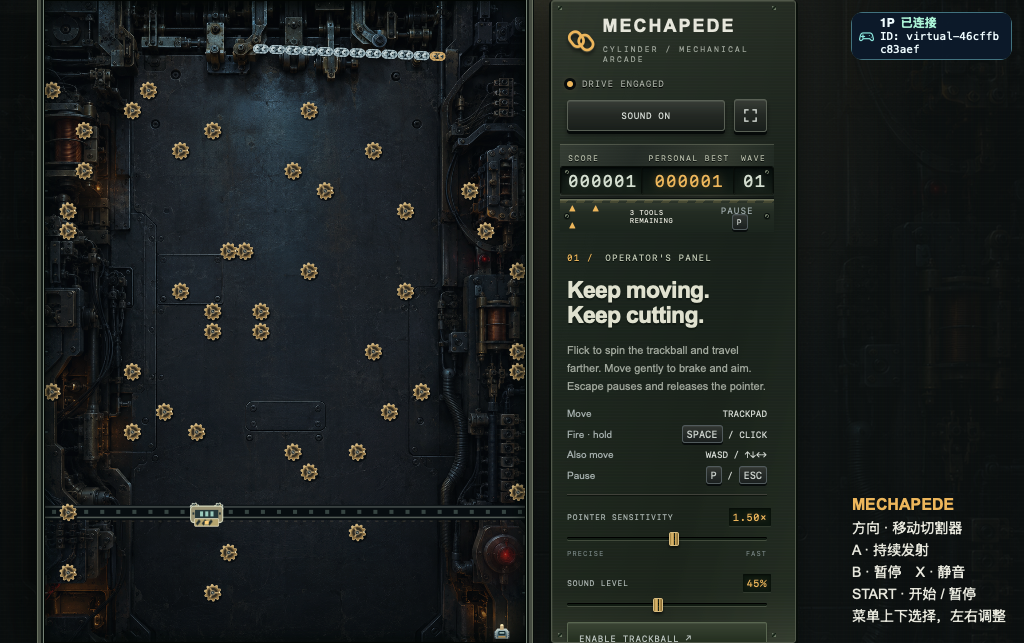 MECHAPEDE
CYLINDER / MECHANICAL
ARCADE
DRIVE ENGAGED
SOUND ON
SCORE PERSONAL BEST WAVE
000001 000001 01
3 TOOLS
REMAINING
PAUSE
P
01 / OPERATOR'S PANEL
Keep moving.
Keep cutting.
Flick to spin the trackball and travel
farther. Move gently to brake and aim.
Escape pauses and releases the pointer.
Move TRACKPAD
Fire · hold SPACE / CLICK
Also move WASD / ↑↓←→
Pause P / ESC
POINTER SENSITIVITY 1.50×
PRECISE FAST
SOUND LEVEL 45%
ENABLE TRACKBALL ↗
1P 已连接
ID: virtual-46cffb
c83aef
MECHAPEDE
方向 · 移动切割器
A · 持续发射
B · 暂停 X · 静音
START · 开始 / 暂停
菜单上下选择，左右调整